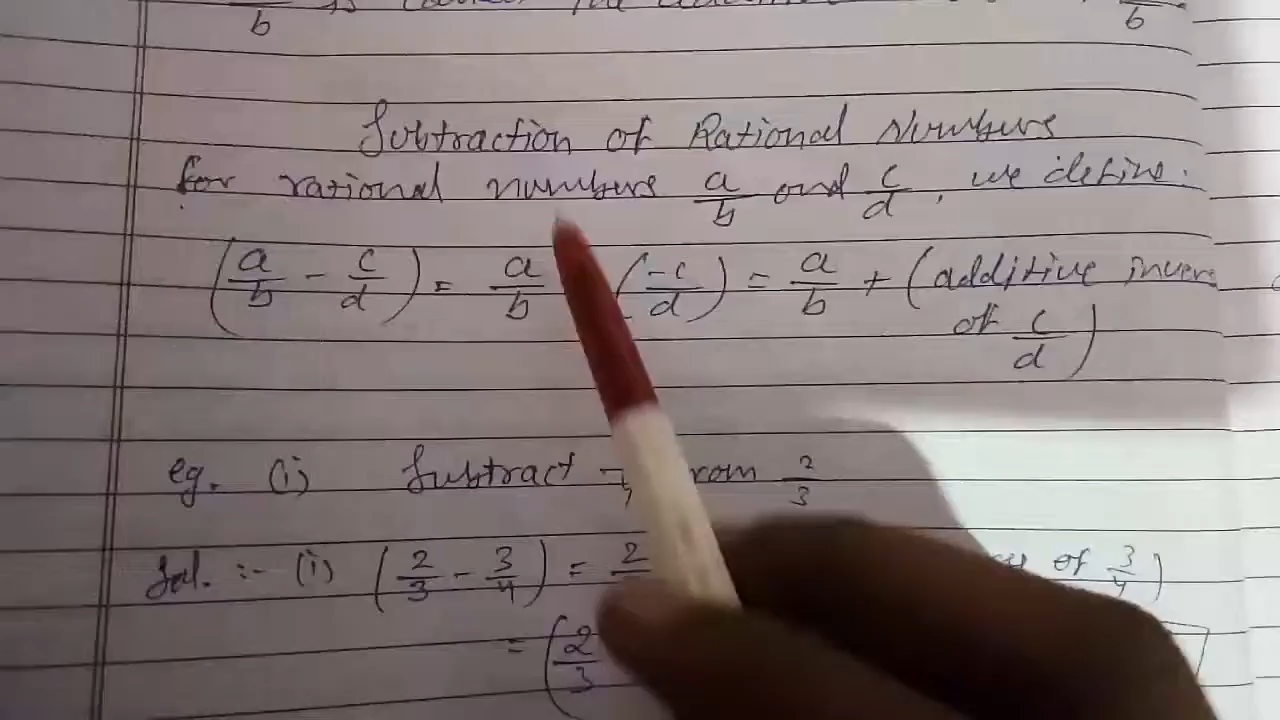 b b
Subtraction of Rational Numbers
for rational numbers a/b and c/d, we define.
(a/b - c/d) = a/b (-c/d) = a/b + (additive invers
of c/d)
eg. (i) Subtract from 2/3
Sol. :- (i) (2/3 - 3/4) = 2 of 3/4)
= (2/3